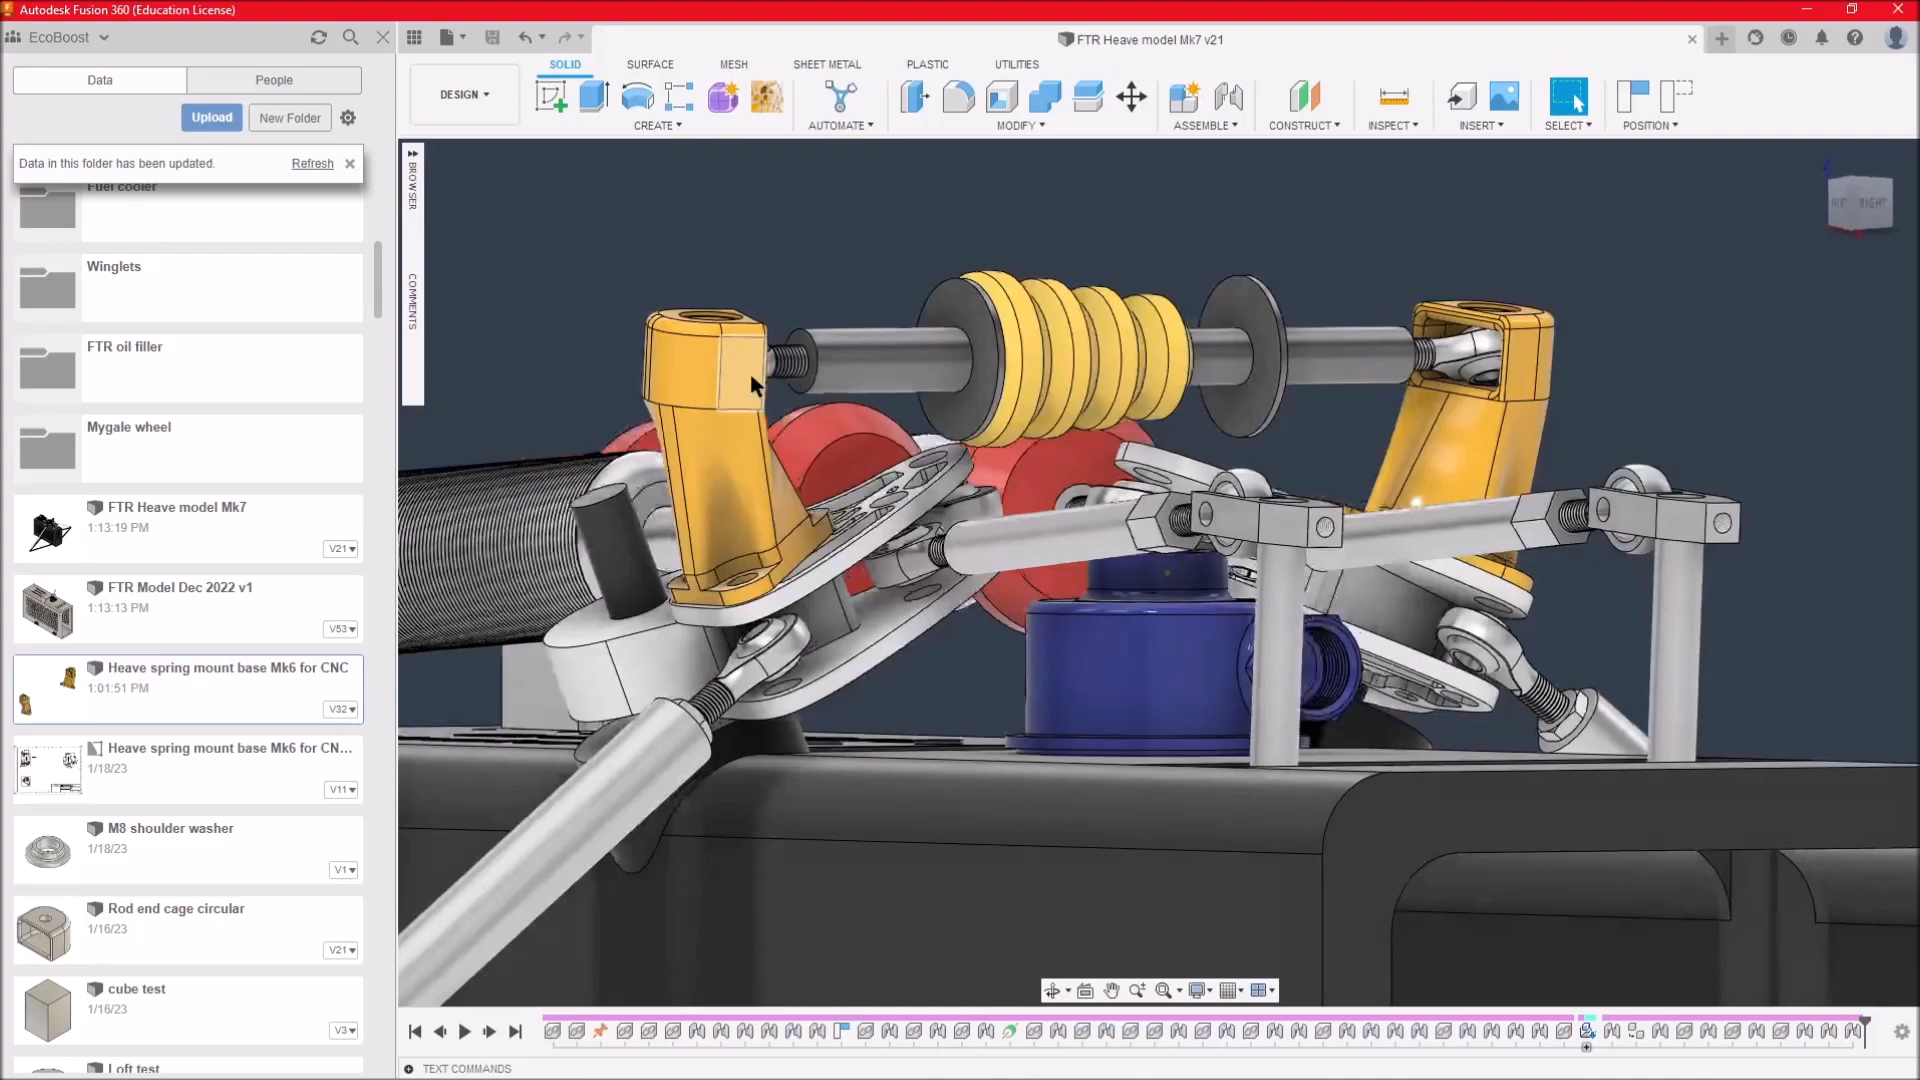 Autodesk Fusion 360 (Education License)
EcoBoost
FTR Heave model Mk7 v21
Data
People
Upload
New Folder
Data in this folder has been updated.
Refresh
Fuel cooler
Winglets
FTR oil filler
Mygale wheel
FTR Heave model Mk7
1:13:19 PM
V21
FTR Model Dec 2022 v1
1:13:13 PM
V53
Heave spring mount base Mk6 for CNC
1:01:51 PM
V32
Heave spring mount base Mk6 for CN...
1/18/23
V11
M8 shoulder washer
1/18/23
V1
Rod end cage circular
1/16/23
V21
cube test
1/16/23
V3
Loft test
DESIGN
SOLID
SURFACE
MESH
SHEET METAL
PLASTIC
UTILITIES
CREATE
AUTOMATE
MODIFY
ASSEMBLE
CONSTRUCT
INSPECT
INSERT
SELECT
POSITION
BROWSER
COMMENTS
Z
RIGHT
TEXT COMMANDS